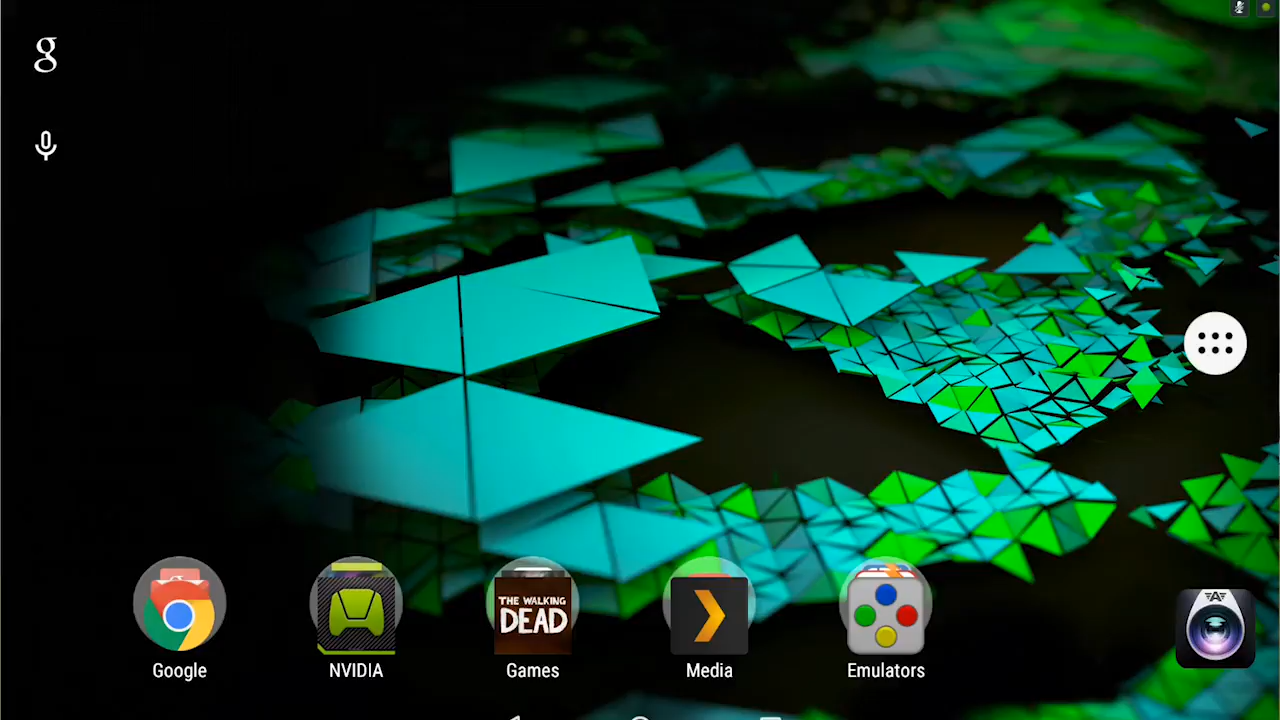 g
THE WALKING
DEAD
Google
NVIDIA
Games
Media
Emulators
A